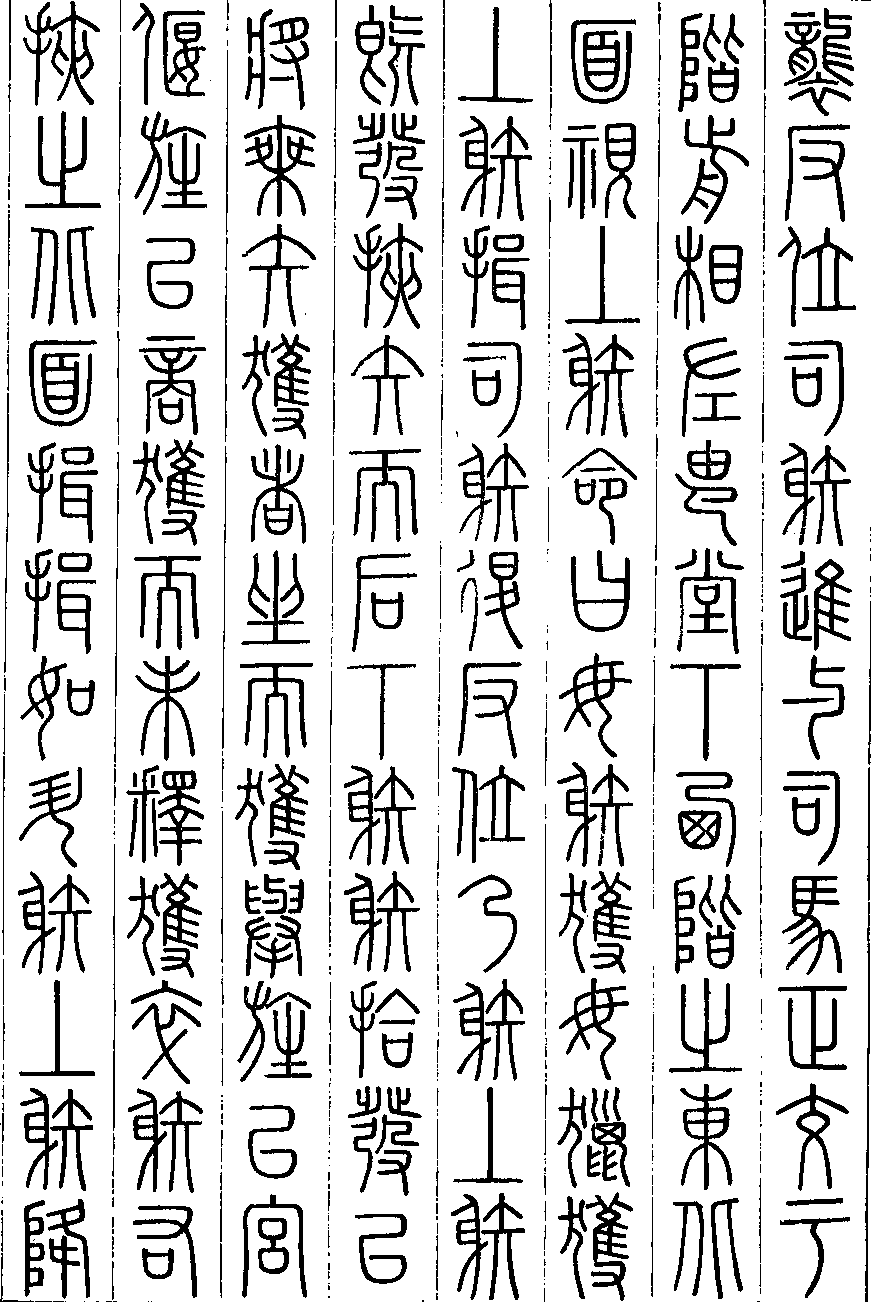 襲反位司射進與司馬正交于
階前相左由堂下西階之東北
面視上射命曰毋射獲毋獵獲
上射揖司射退反位乃射上射
既發挾矢而后下射射拾發以
將乘矢獲者坐而獲舉旌以宮
偃旌以商獲而未釋獲卒射右
挾之北面揖揖如升射上射降